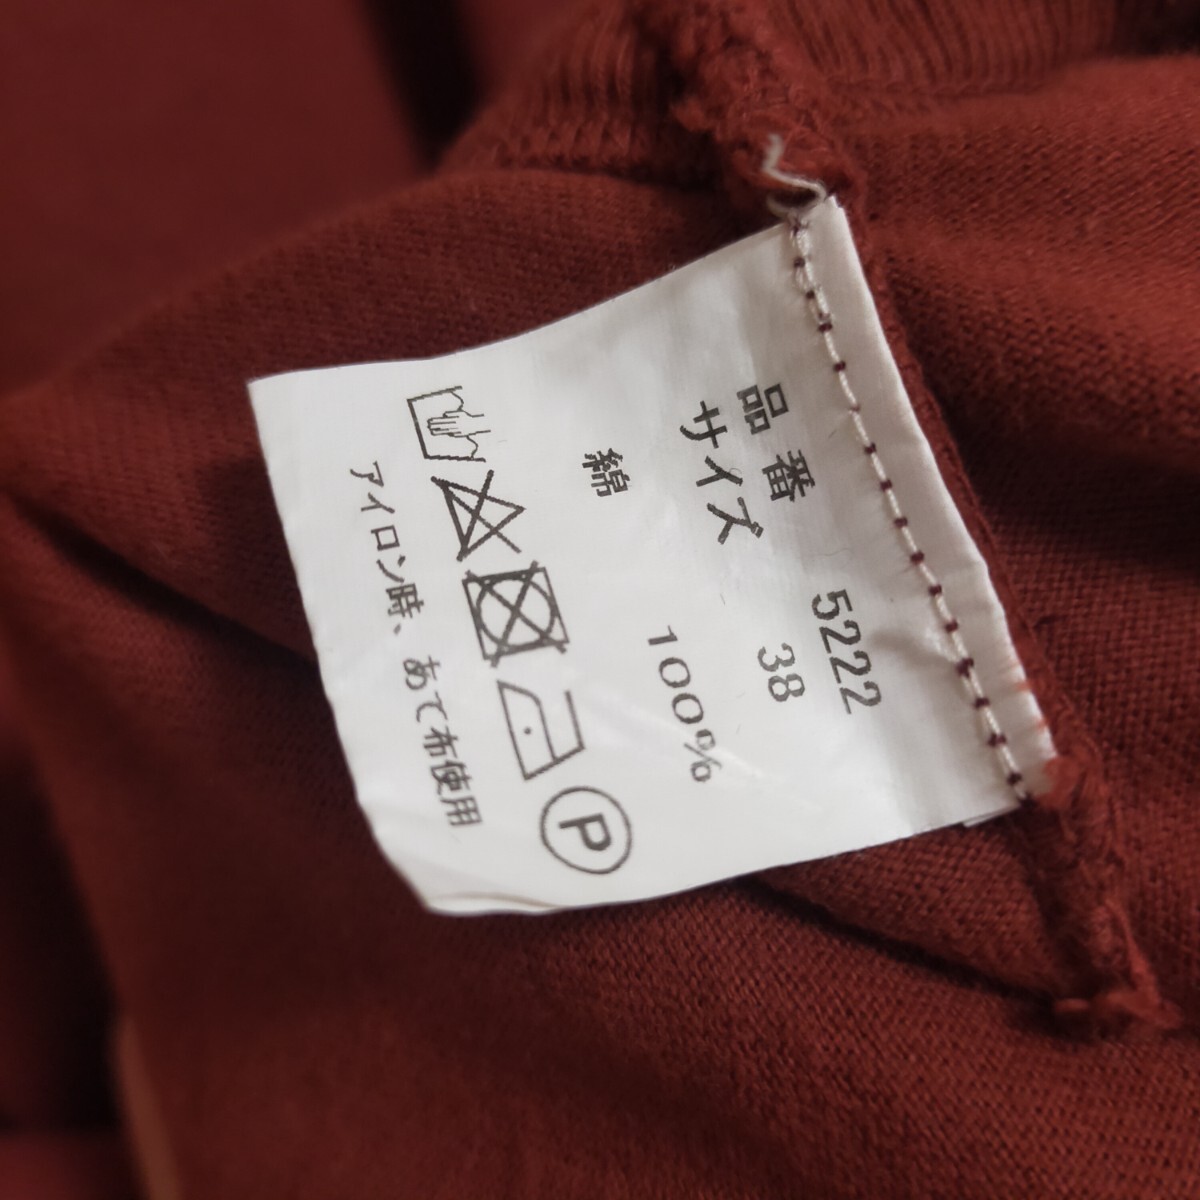 品番 5222
サイズ 38
綿 100%
P
アイロン時、あて布使用